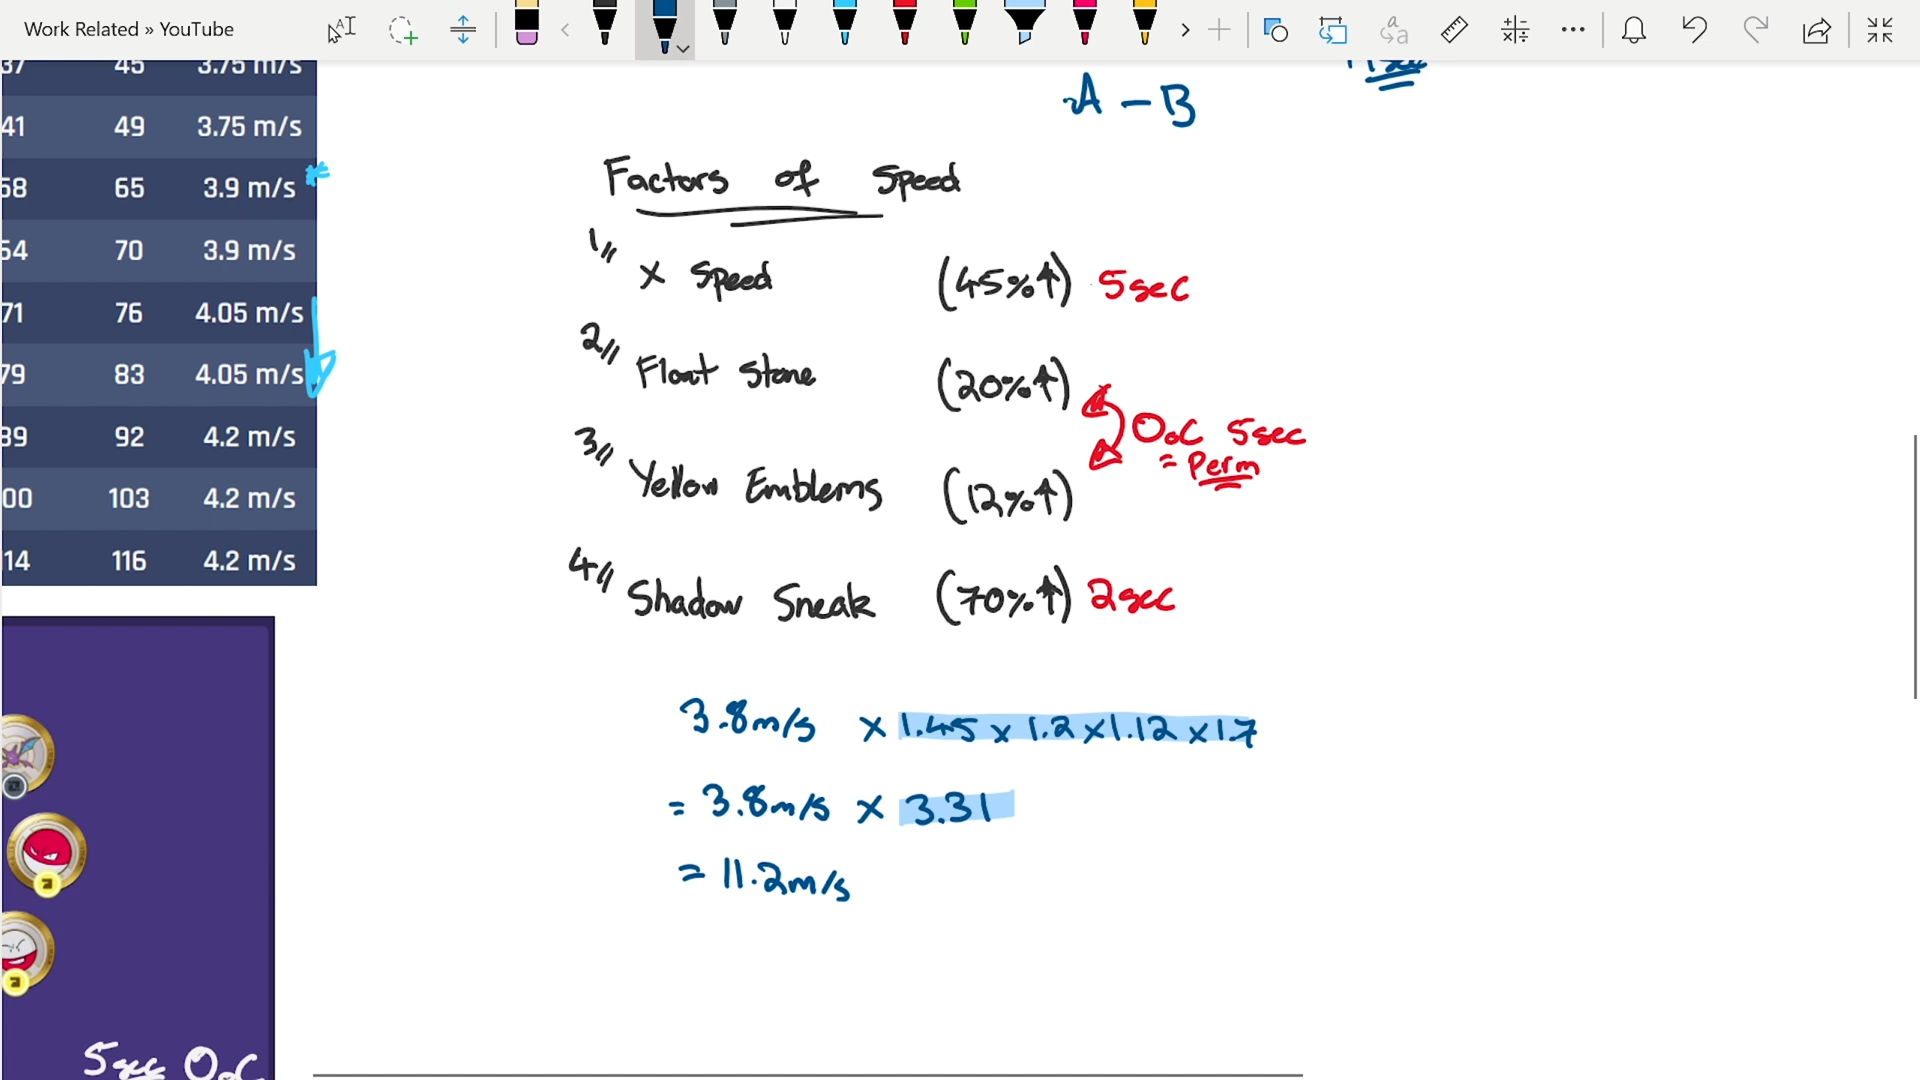 Work Related » YouTube
37 45 3.75 m/s
41 49 3.75 m/s
58 65 3.9 m/s *
64 70 3.9 m/s
71 76 4.05 m/s
79 83 4.05 m/s
89 92 4.2 m/s
00 103 4.2 m/s
14 116 4.2 m/s
A - B
Factors of Speed
1// X Speed (45%↑) 5sec
2// Float Stone (20%↑)
OoC 5sec
= Perm
3// Yellow Emblems (12%↑)
4// Shadow Sneak (70%↑) 2sec
3.8m/s x 1.45 x 1.2 x 1.12 x 1.7
= 3.8m/s x 3.31
= 11.2m/s
5sec OoC